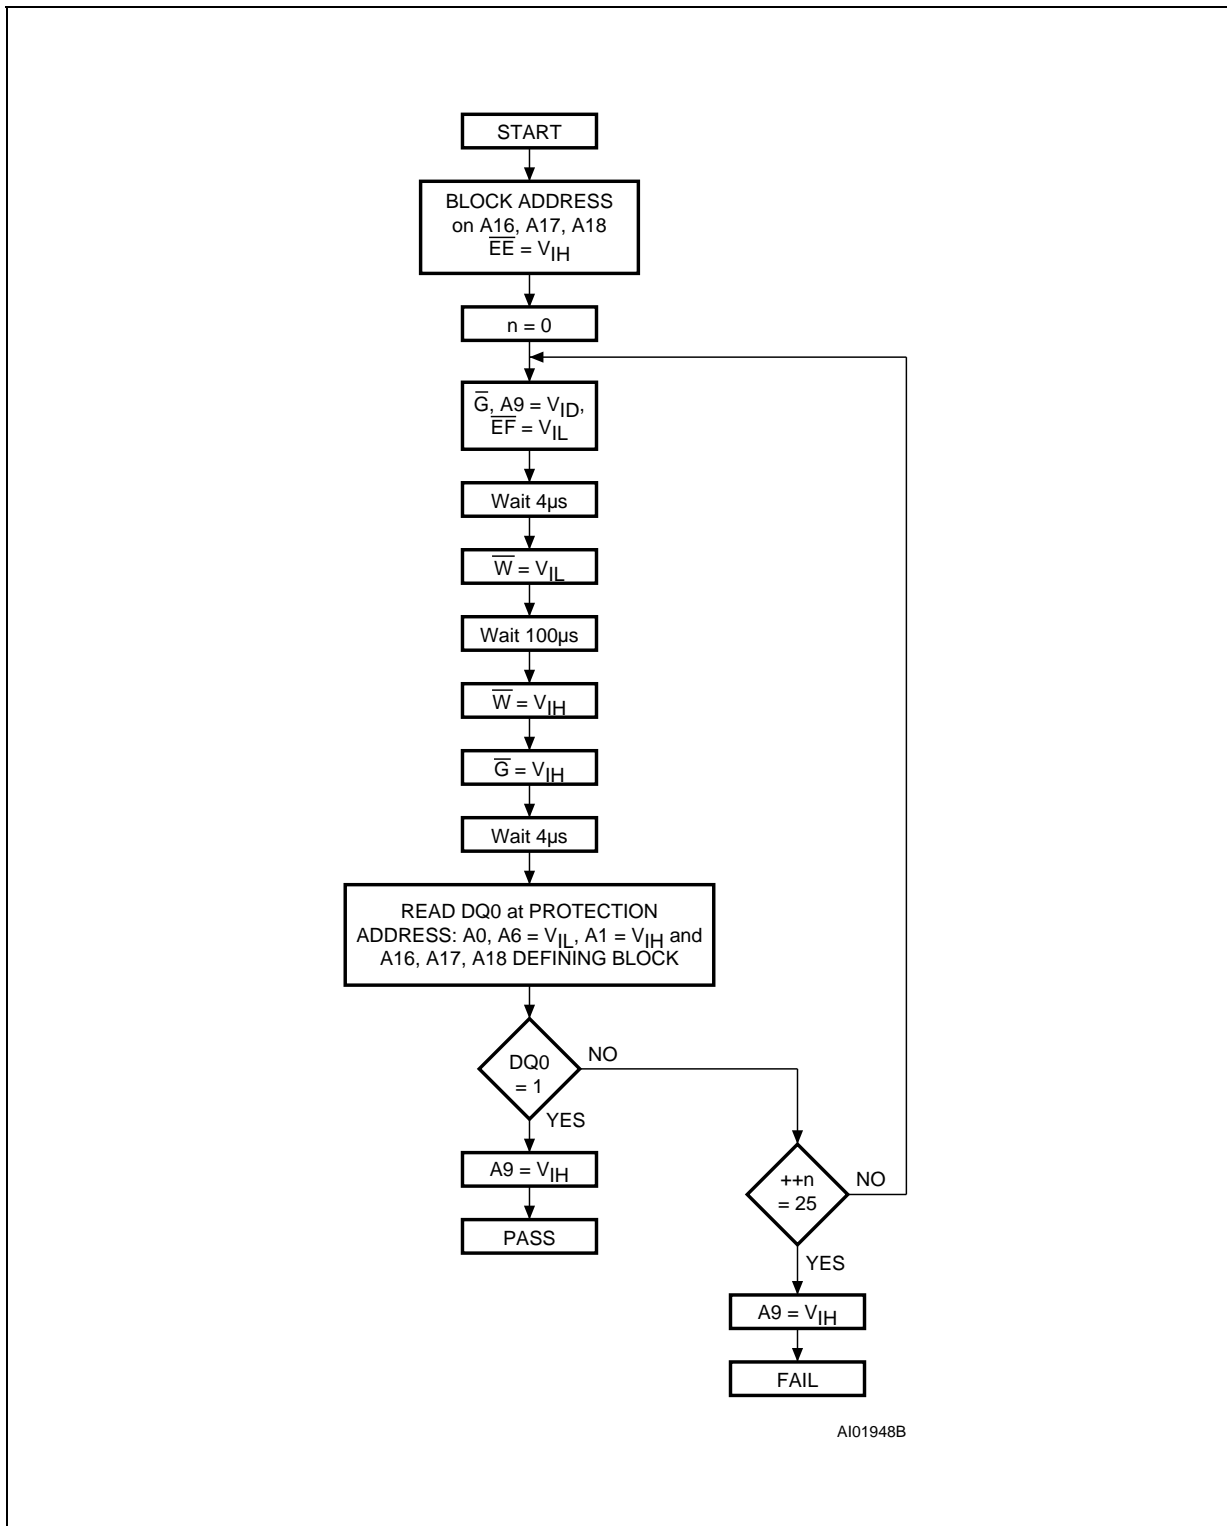 START
BLOCK ADDRESS
on A16, A17, A18
E̅E̅ = VIH
n = 0
G̅, A9 = VID,
E̅F̅ = VIL
Wait 4µs
W̅ = VIL
Wait 100µs
W̅ = VIH
G̅ = VIH
Wait 4µs
READ DQ0 at PROTECTION
ADDRESS: A0, A6 = VIL, A1 = VIH and
A16, A17, A18 DEFINING BLOCK
DQ0
= 1
NO
YES
A9 = VIH
PASS
++n
= 25
NO
YES
A9 = VIH
FAIL
AI01948B